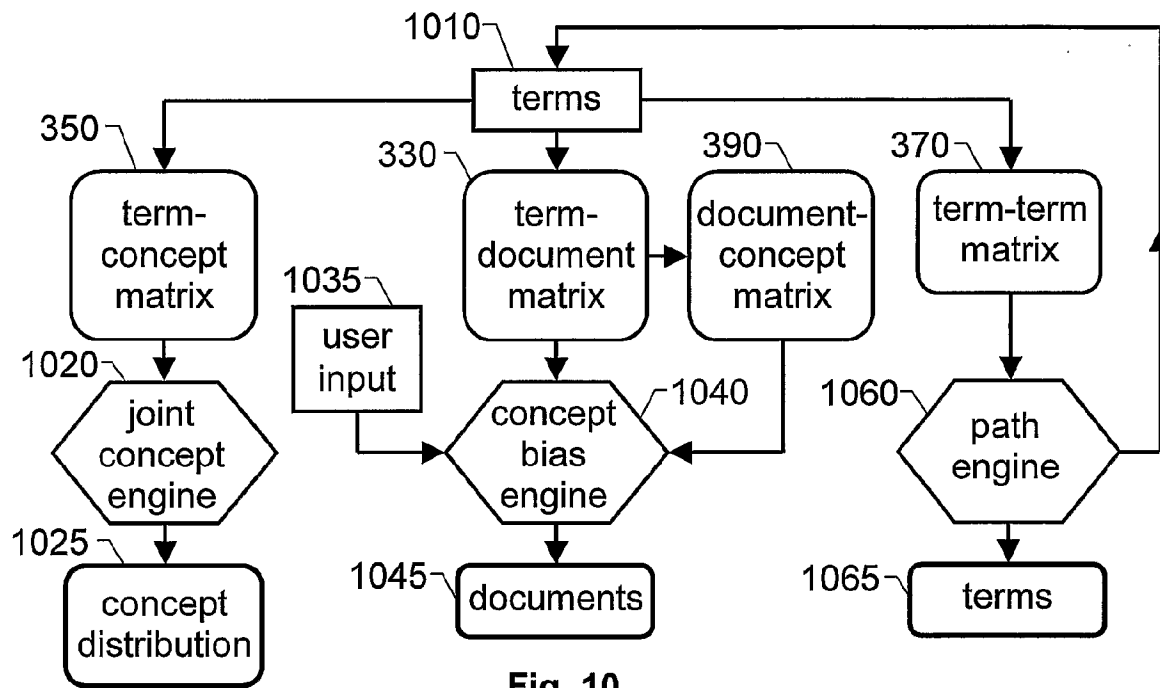 1010
terms
350
term-
concept
matrix
330
term-
document
matrix
390
document-
concept
matrix
370
term-term
matrix
1035
user
input
1020
joint
concept
engine
concept
bias
engine
1040
1060
path
engine
1025
concept
distribution
1045
documents
1065
terms
Fig. 10